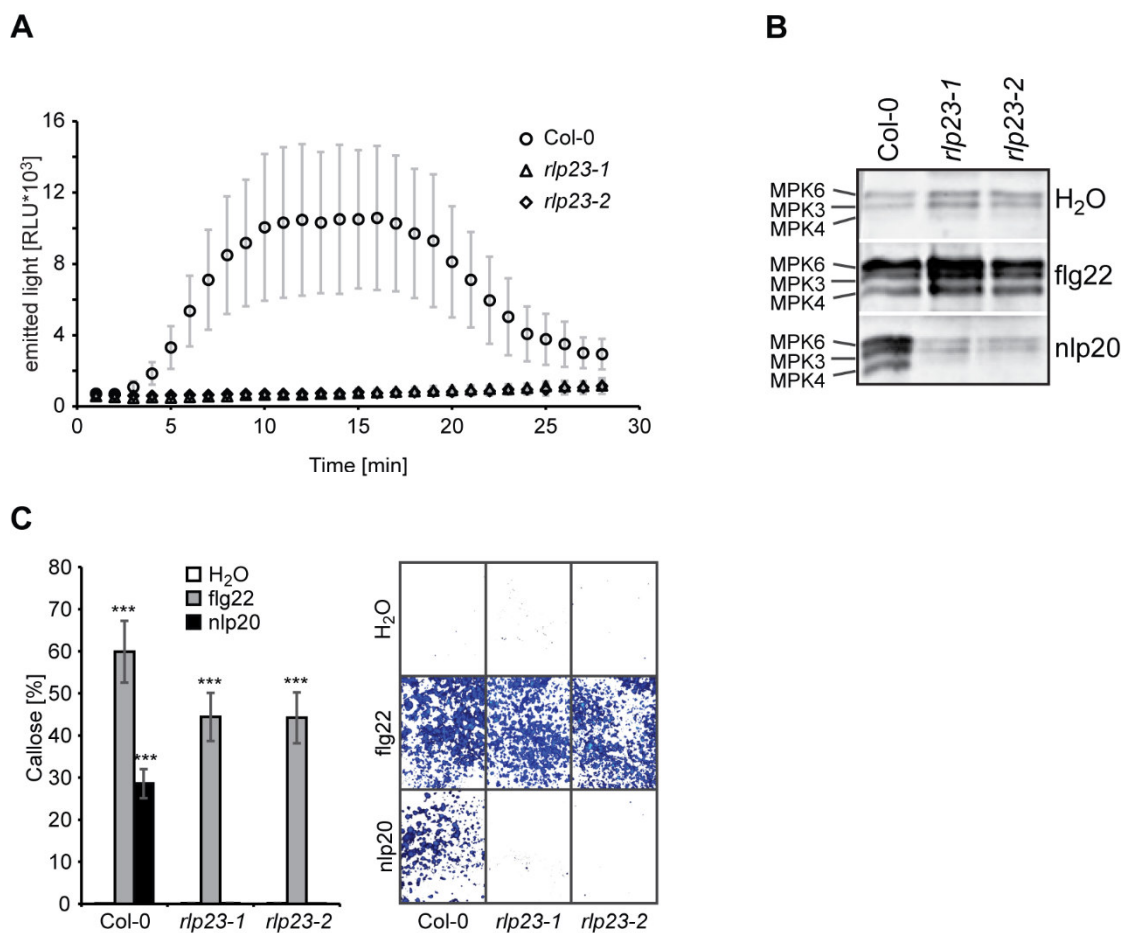 A
emitted light [RLU*10³]
16
12
8
4
0
0 5 10 15 20 25 30
Time [min]
Col-0
rlp23-1
rlp23-2
B
Col-0 rlp23-1 rlp23-2
MPK6
MPK3
MPK4
H₂O
MPK6
MPK3
MPK4
flg22
MPK6
MPK3
MPK4
nlp20
C
Callose [%]
80
70
60
50
40
30
20
10
0
H₂O
flg22
nlp20
***
***
***
***
Col-0 rlp23-1 rlp23-2
H₂O
flg22
nlp20
Col-0 rlp23-1 rlp23-2